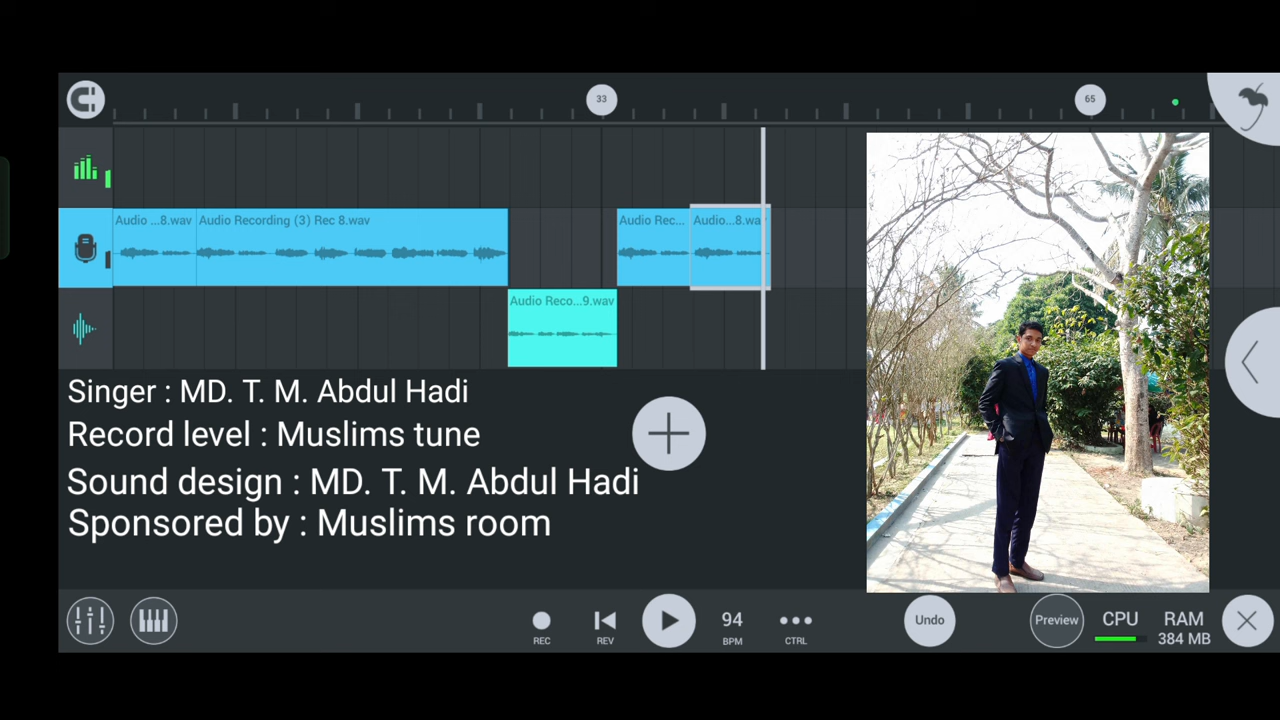 33
65
Audio ...8.wav
Audio Recording (3) Rec 8.wav
Audio Rec...
Audio...8.wa
Audio Reco...9.wav
Singer : MD. T. M. Abdul Hadi
Record level : Muslims tune
Sound design : MD. T. M. Abdul Hadi
Sponsored by : Muslims room
REC
REV
94
BPM
CTRL
Undo
Preview
CPU
RAM
384 MB